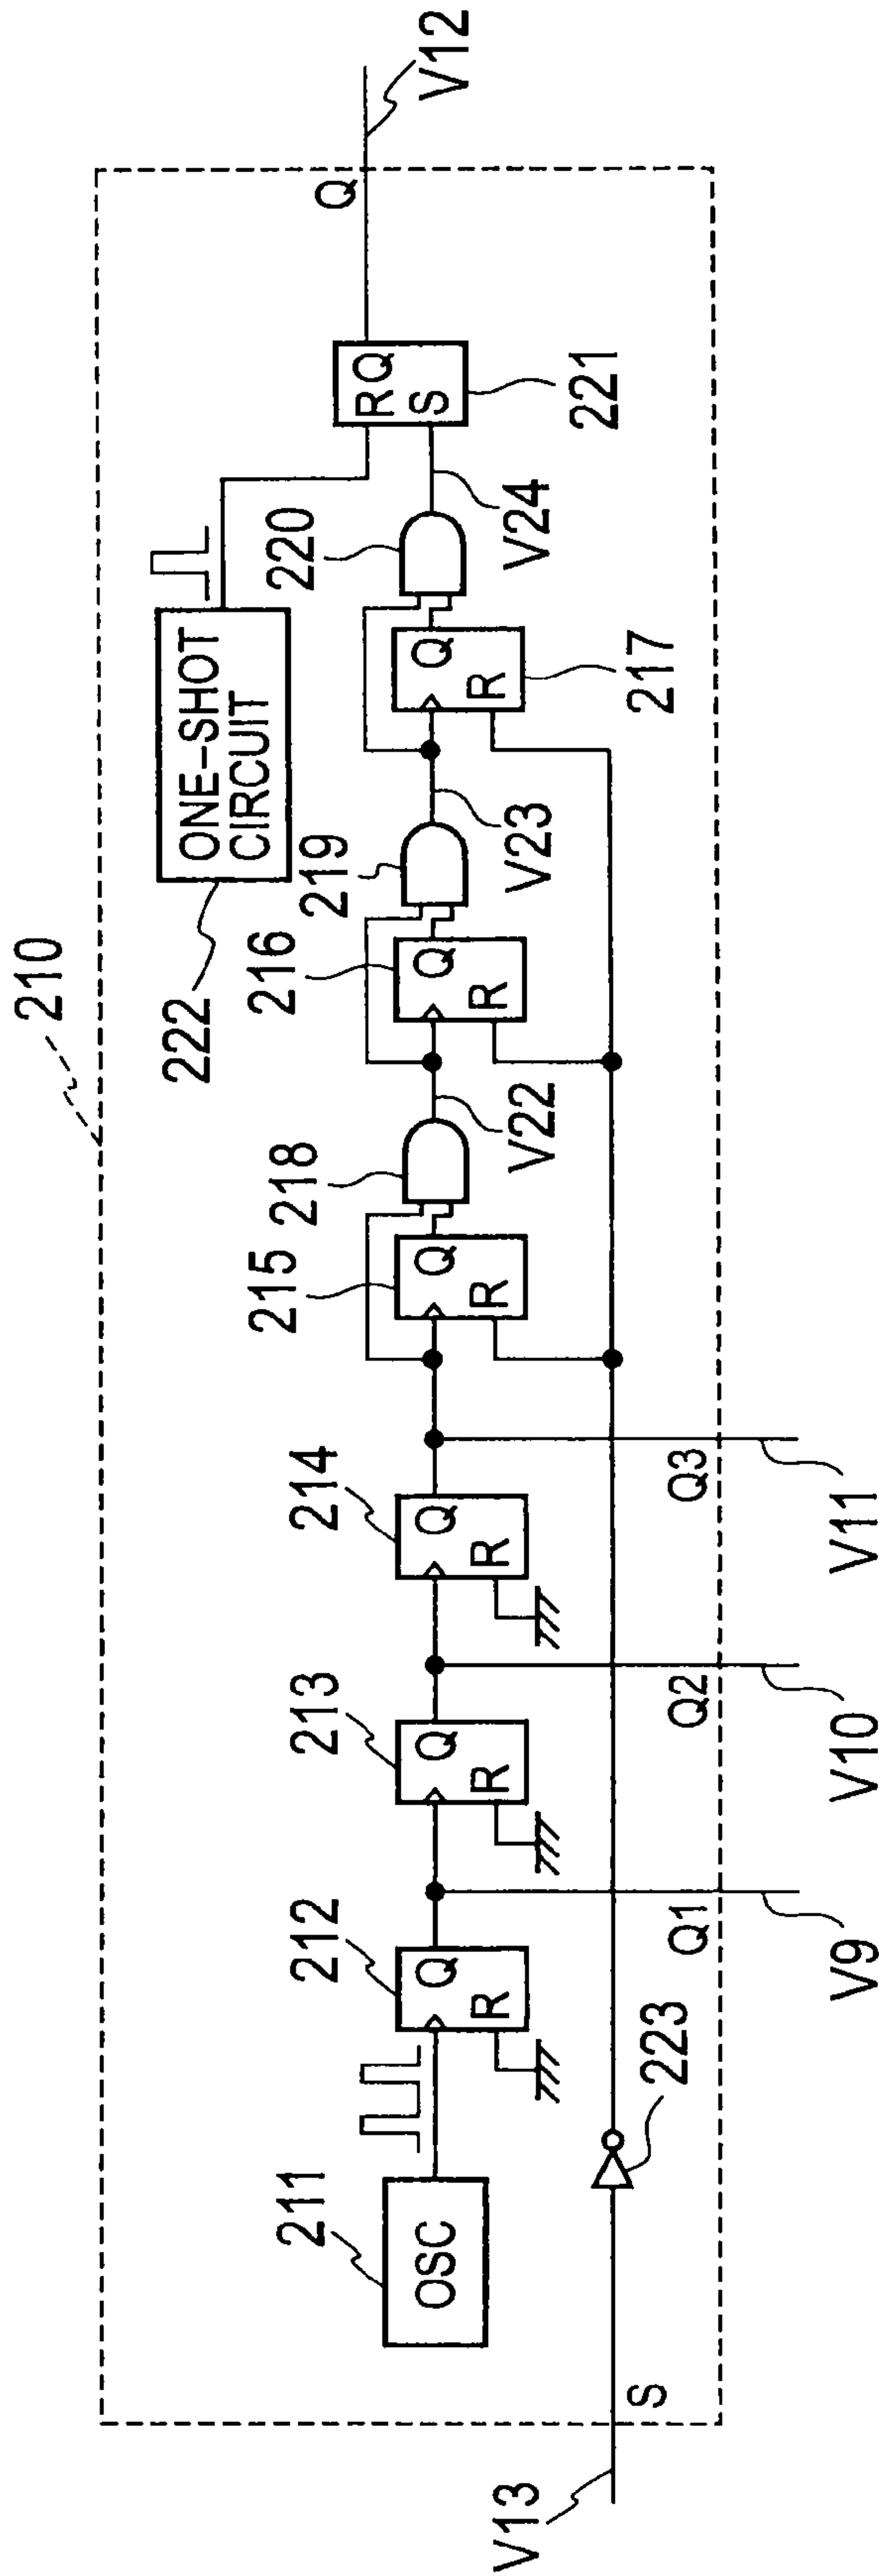 210
222
ONE-SHOT
CIRCUIT
Q
V12
211
OSC
212
Q
R
213
Q
R
214
Q
R
215
Q
R
218
V22
216
Q
R
219
V23
217
Q
R
220
V24
R Q
S
221
V13
S
223
Q1
V9
Q2
V10
Q3
V11